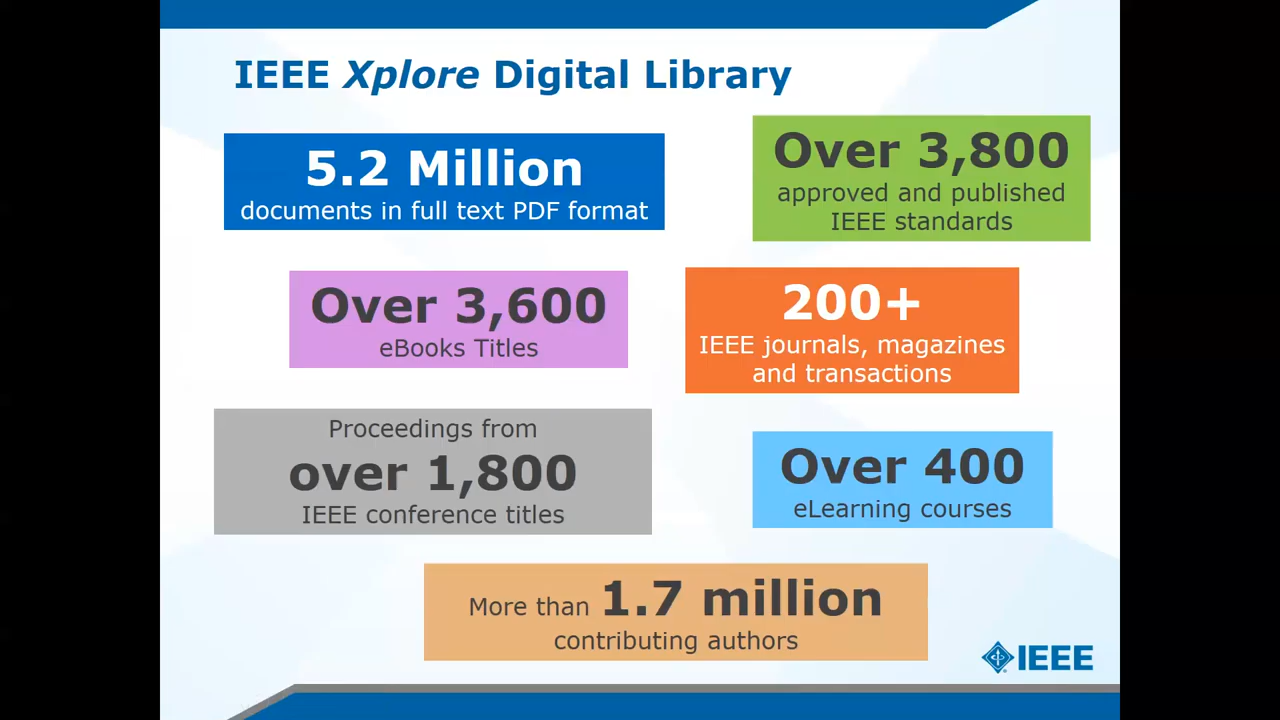 IEEE Xplore Digital Library
5.2 Million
documents in full text PDF format
Over 3,800
approved and published
IEEE standards
Over 3,600
eBooks Titles
200+
IEEE journals, magazines
and transactions
Proceedings from
over 1,800
IEEE conference titles
Over 400
eLearning courses
More than 1.7 million
contributing authors
IEEE